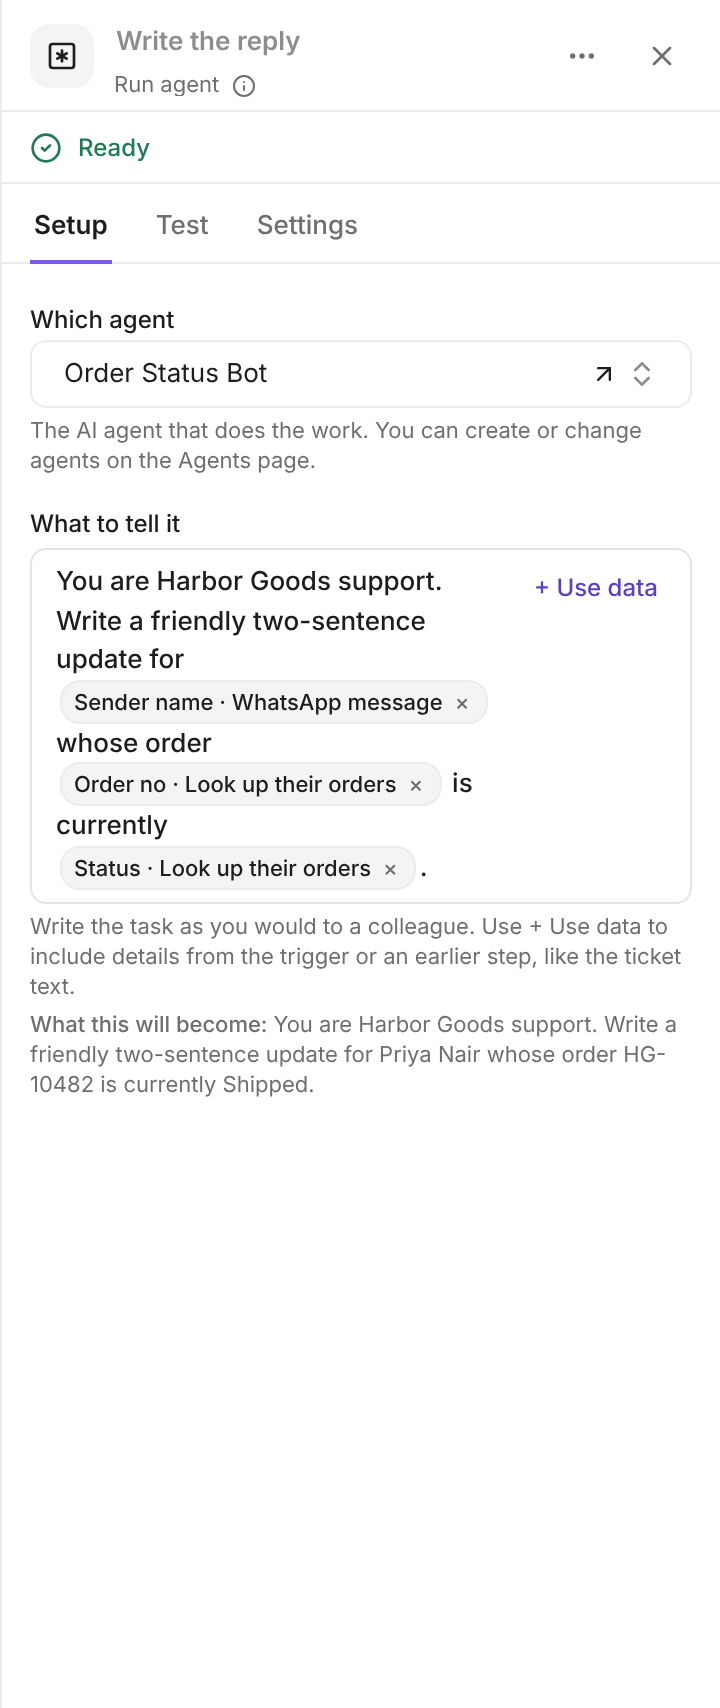 Write the reply
Run agent
Ready
Setup Test Settings
Which agent
Order Status Bot
The AI agent that does the work. You can create or change
agents on the Agents page.
What to tell it
You are Harbor Goods support.
+ Use data
Write a friendly two-sentence
update for
Sender name · WhatsApp message ×
whose order
Order no · Look up their orders × is
currently
Status · Look up their orders × .
Write the task as you would to a colleague. Use + Use data to
include details from the trigger or an earlier step, like the ticket
text.
What this will become: You are Harbor Goods support. Write a
friendly two-sentence update for Priya Nair whose order HG-
10482 is currently Shipped.